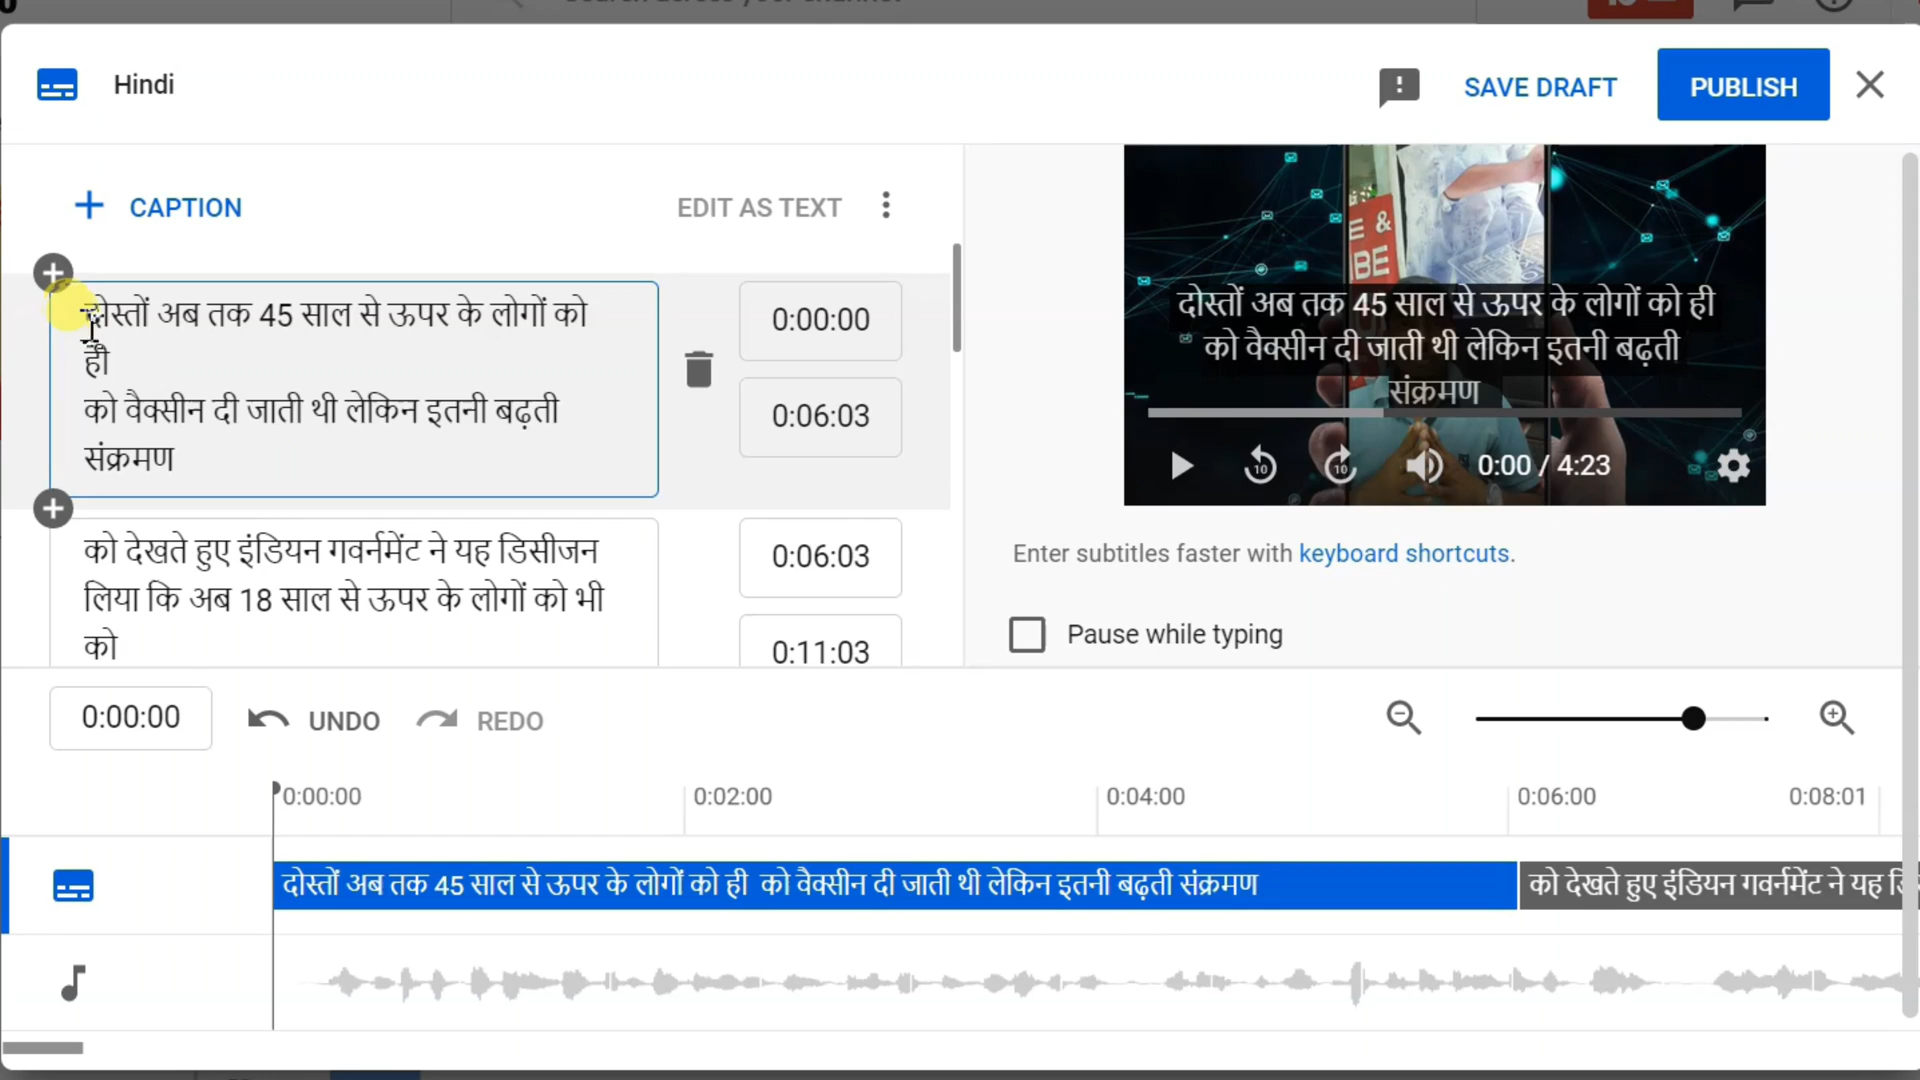 Hindi
SAVE DRAFT
PUBLISH
CAPTION
EDIT AS TEXT
दोस्तों अब तक 45 साल से ऊपर के लोगों को
ही
को वैक्सीन दी जाती थी लेकिन इतनी बढ़ती
संक्रमण
0:00:00
0:06:03
को देखते हुए इंडियन गवर्नमेंट ने यह डिसीजन
लिया कि अब 18 साल से ऊपर के लोगों को भी
को
0:06:03
0:11:03
E &
BE
दोस्तों अब तक 45 साल से ऊपर के लोगों को ही
को वैक्सीन दी जाती थी लेकिन इतनी बढ़ती
संक्रमण
10
10
0:00 / 4:23
Enter subtitles faster with keyboard shortcuts.
Pause while typing
0:00:00
UNDO
REDO
0:00:00
0:02:00
0:04:00
0:06:00
0:08:01
दोस्तों अब तक 45 साल से ऊपर के लोगों को ही को वैक्सीन दी जाती थी लेकिन इतनी बढ़ती संक्रमण
को देखते हुए इंडियन गवर्नमेंट ने यह